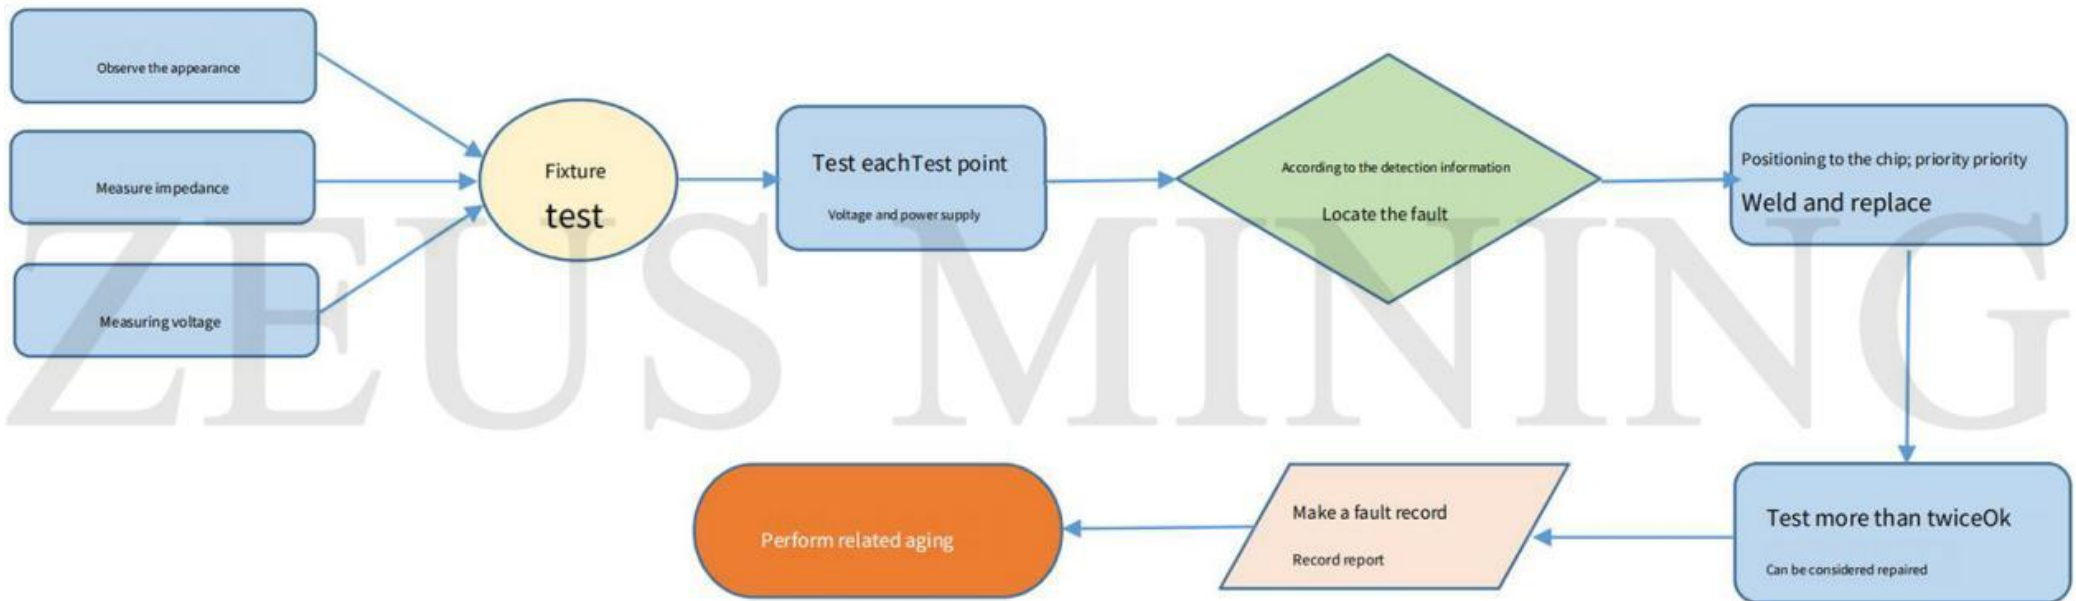 Observe the appearance
Measure impedance
Measuring voltage
Fixture
test
Test eachTest point
Voltage and power supply
According to the detection information
Locate the fault
Positioning to the chip; priority priority
Weld and replace
Test more than twiceOk
Can be considered repaired
Make a fault record
Record report
Perform related aging
ZEUS MINING